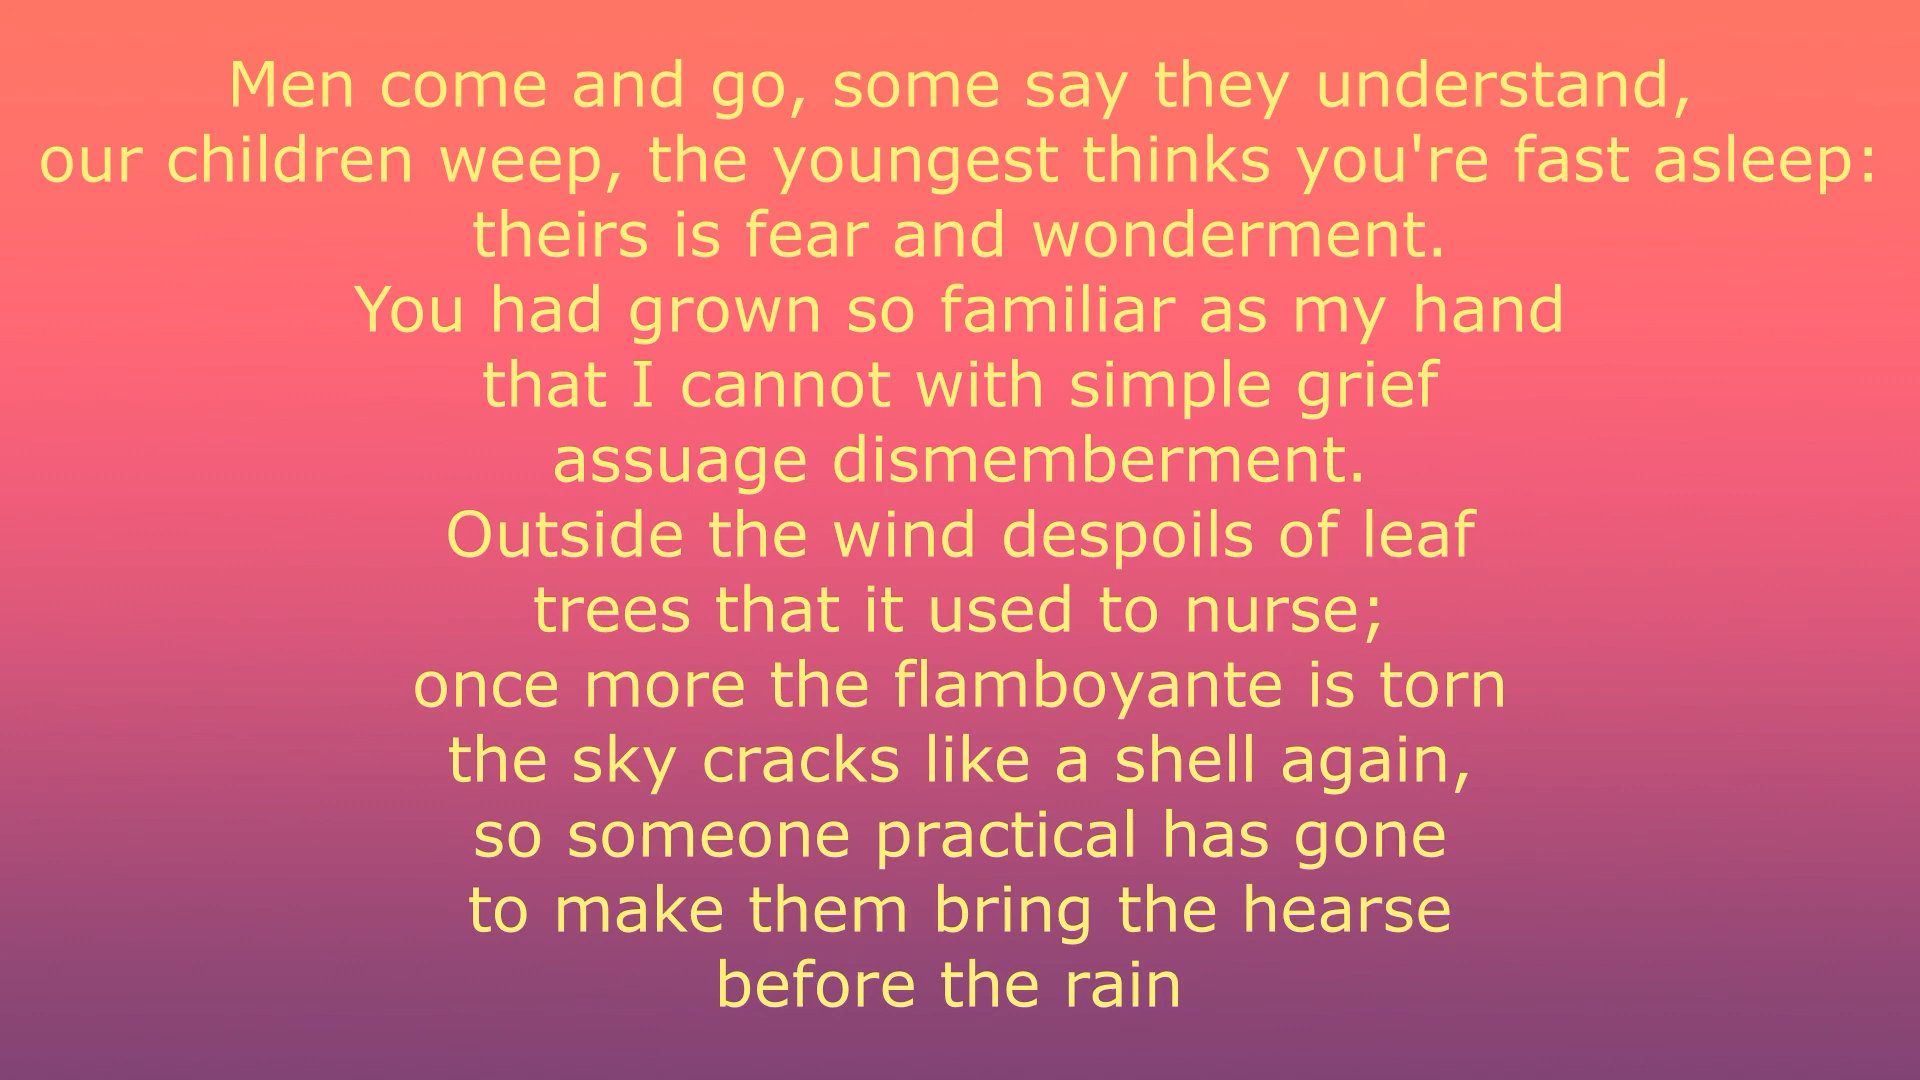 Men come and go, some say they understand,
our children weep, the youngest thinks you're fast asleep:
theirs is fear and wonderment.
You had grown so familiar as my hand
that I cannot with simple grief
assuage dismemberment.
Outside the wind despoils of leaf
trees that it used to nurse;
once more the flamboyante is torn
the sky cracks like a shell again,
so someone practical has gone
to make them bring the hearse
before the rain